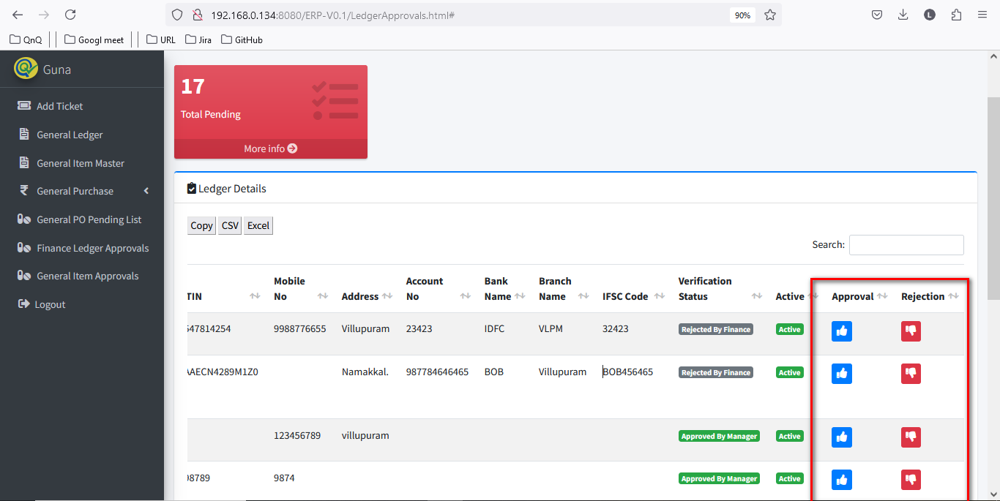 192.168.0.134:8080/ERP-V0.1/LedgerApprovals.html#
90%
L
QnQ
Googl meet
URL
Jira
GitHub
Guna
Add Ticket
General Ledger
General Item Master
General Purchase
General PO Pending List
Finance Ledger Approvals
General Item Approvals
Logout
17
Total Pending
More info
Ledger Details
Copy CSV Excel
Search:
TIN Mobile No Address Account No Bank Name Branch Name IFSC Code Verification Status Active Approval Rejection
547814254 9988776655 Villupuram 23423 IDFC VLPM 32423 Rejected By Finance Active
AAECN4289M1Z0 Namakkal. 987784646465 BOB Villupuram BOB456465 Rejected By Finance Active
123456789 villupuram Approved By Manager Active
98789 9874 Approved By Manager Active